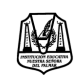 INSTITUCION EDUCATIVA
NUESTRA SEÑORA
DEL PALMAR